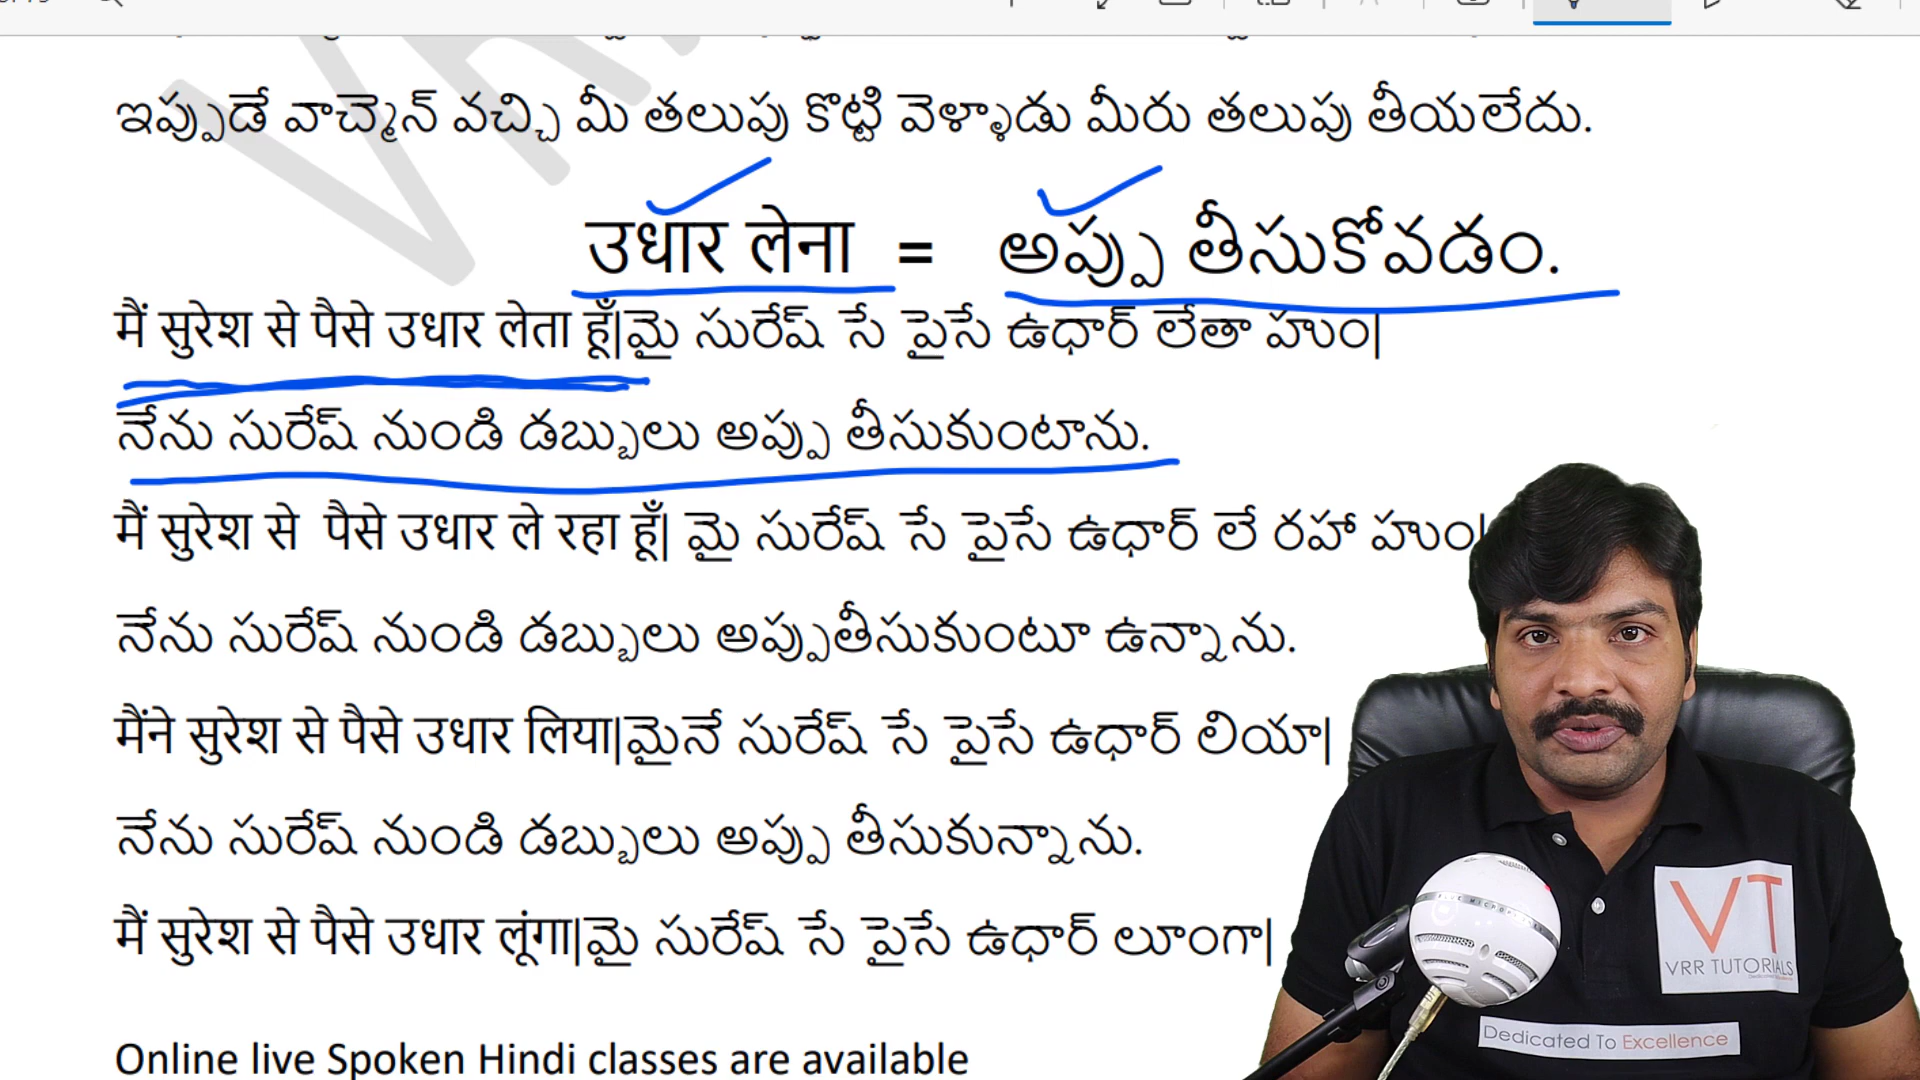 ఇప్పుడే వాచ్మెన్ వచ్చి మీ తలుపు కొట్టి వెళ్ళాడు మీరు తలుపు తీయలేదు.
उधार लेना = అప్పు తీసుకోవడం.
मैं सुरेश से पैसे उधार लेता हूँ|మై సురేష్ సే పైసే ఉధార్ లేతా హుం|
నేను సురేష్ నుండి డబ్బులు అప్పు తీసుకుంటాను.
मैं सुरेश से पैसे उधार ले रहा हूँ| మై సురేష్ సే పైసే ఉధార్ లే రహా హుం|
నేను సురేష్ నుండి డబ్బులు అప్పుతీసుకుంటూ ఉన్నాను.
मैंने सुरेश से पैसे उधार लिया|మైనే సురేష్ సే పైసే ఉధార్ లియా|
నేను సురేష్ నుండి డబ్బులు అప్పు తీసుకున్నాను.
मैं सुरेश से पैसे उधार लूंगा|మై సురేష్ సే పైసే ఉధార్ లూంగా|
VT
VRR TUTORIALS
Dedicated To Excellence
Online live Spoken Hindi classes are available